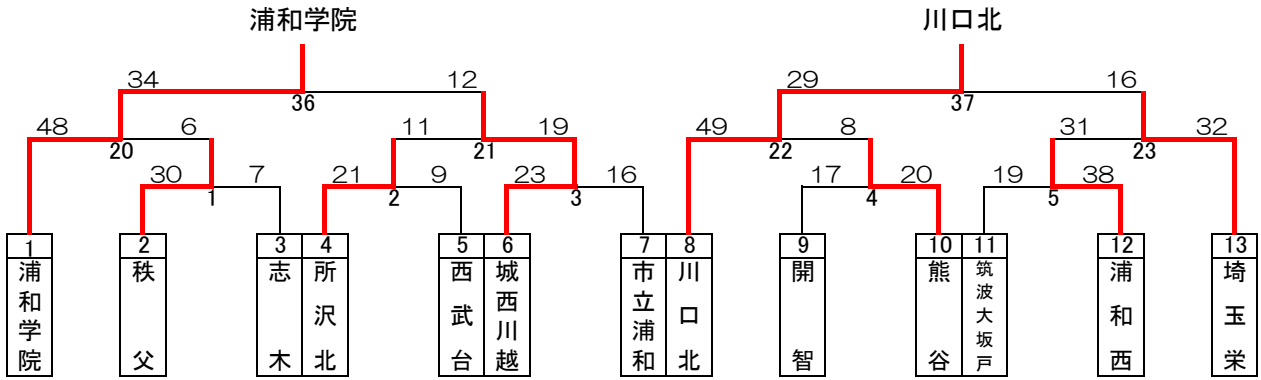 浦和学院 川口北
34 12 29 16
36 37
48 6 11 19 49 8 31 32
20 21 22 23
30 7 21 9 23 16 17 20 19 38
1 2 3 4 5
1 2 3 4 5 6 7 8 9 10 11 12 13
浦和学院
秩父
志木
所沢北
西武台
城西川越
市立浦和
川口北
開智
熊谷
筑波大坂戸
浦和西
埼玉栄